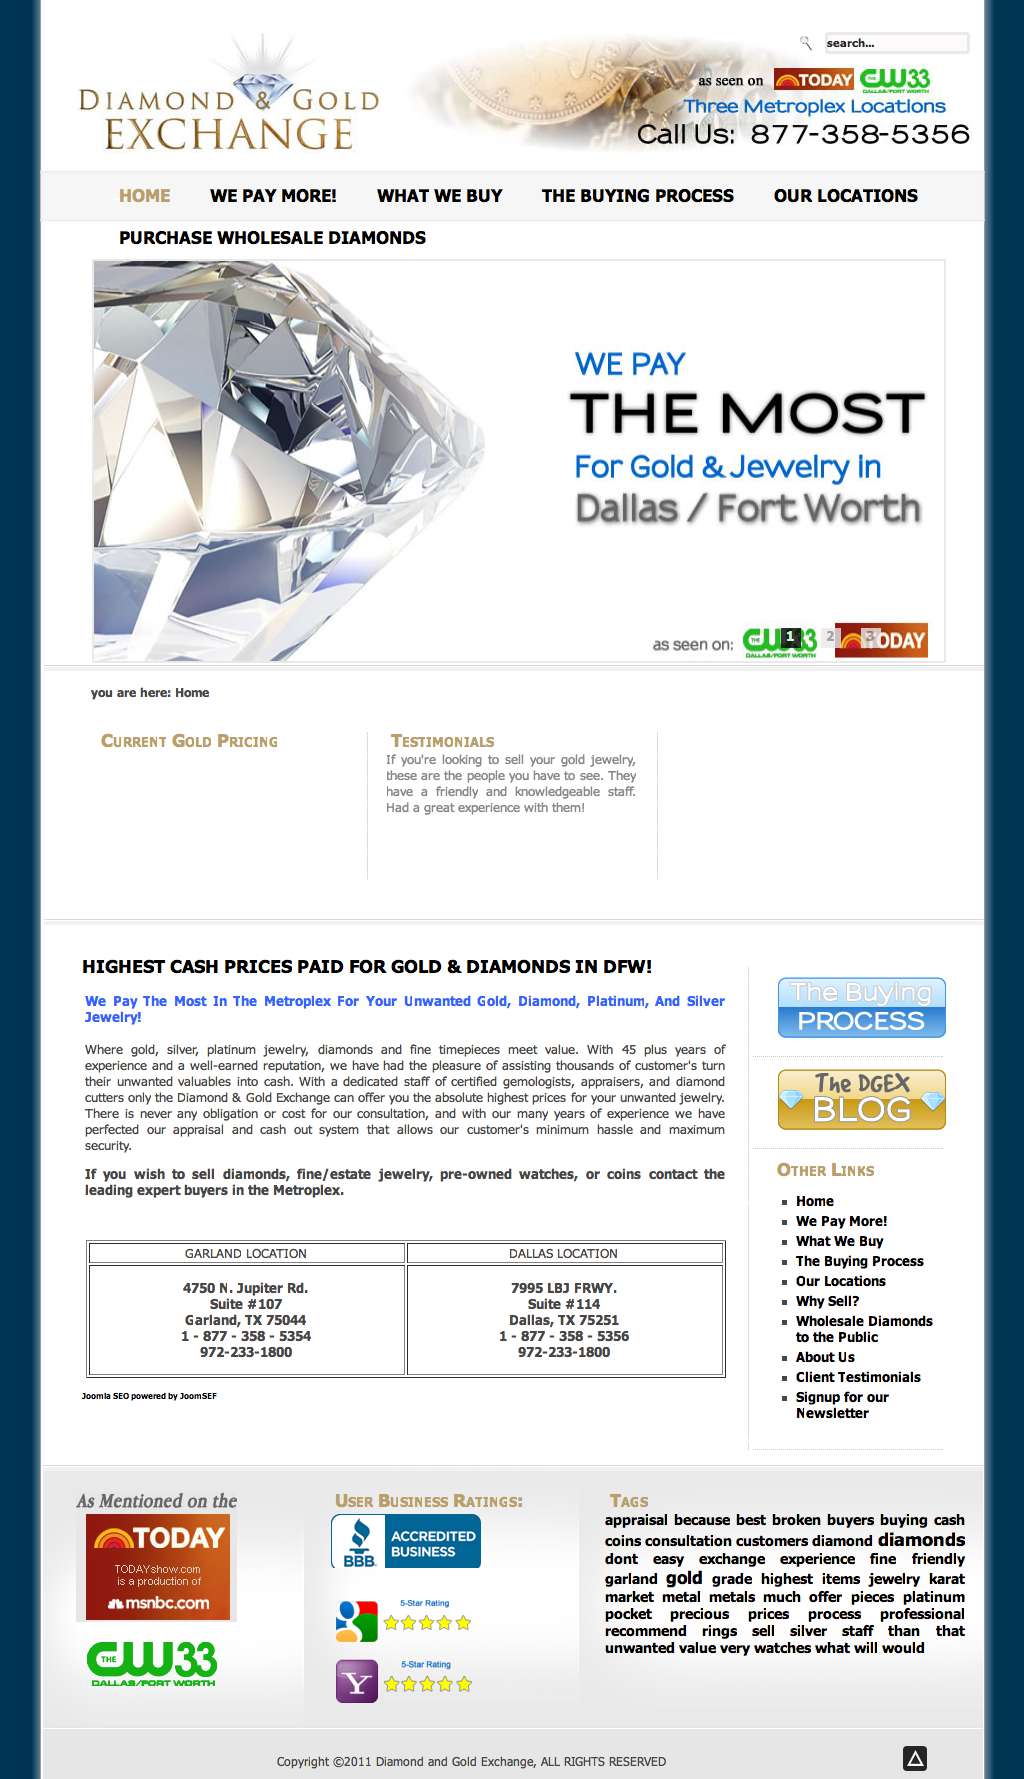 search...
as seen on TODAY THE CW33
DALLAS/FORT WORTH
DIAMOND & GOLD
EXCHANGE
Three Metroplex Locations
Call Us: 877-358-5356
HOME WE PAY MORE! WHAT WE BUY THE BUYING PROCESS OUR LOCATIONS
PURCHASE WHOLESALE DIAMONDS
WE PAY
THE MOST
For Gold & Jewelry in
Dallas / Fort Worth
as seen on: THE CW33 TODAY
DALLAS/FORT WORTH
1 2 3
you are here: Home
CURRENT GOLD PRICING
TESTIMONIALS
If you're looking to sell your gold jewelry,
these are the people you have to see. They
have a friendly and knowledgeable staff.
Had a great experience with them!
HIGHEST CASH PRICES PAID FOR GOLD & DIAMONDS IN DFW!
We Pay The Most In The Metroplex For Your Unwanted Gold, Diamond, Platinum, And Silver
Jewelry!
Where gold, silver, platinum jewelry, diamonds and fine timepieces meet value. With 45 plus years of
experience and a well-earned reputation, we have had the pleasure of assisting thousands of customer's turn
their unwanted valuables into cash. With a dedicated staff of certified gemologists, appraisers, and diamond
cutters only the Diamond & Gold Exchange can offer you the absolute highest prices for your unwanted jewelry.
There is never any obligation or cost for our consultation, and with our many years of experience we have
perfected our appraisal and cash out system that allows our customer's minimum hassle and maximum
security.
If you wish to sell diamonds, fine/estate jewelry, pre-owned watches, or coins contact the
leading expert buyers in the Metroplex.
GARLAND LOCATION
4750 N. Jupiter Rd.
Suite #107
Garland, TX 75044
1 - 877 - 358 - 5354
972-233-1800
DALLAS LOCATION
7995 LBJ FRWY.
Suite #114
Dallas, TX 75251
1 - 877 - 358 - 5356
972-233-1800
Joomla SEO powered by JoomSEF
The Buying
PROCESS
The DGEX
BLOG
OTHER LINKS
Home
We Pay More!
What We Buy
The Buying Process
Our Locations
Why Sell?
Wholesale Diamonds
to the Public
About Us
Client Testimonials
Signup for our
Newsletter
As Mentioned on the
TODAY
TODAYshow.com
is a production of
msnbc.com
THE CW33
DALLAS/FORT WORTH
USER BUSINESS RATINGS:
BBB
ACCREDITED
BUSINESS
5-Star Rating
5-Star Rating
Y
TAGS
appraisal because best broken buyers buying cash
coins consultation customers diamond diamonds
dont easy exchange experience fine friendly
garland gold grade highest items jewelry karat
market metal metals much offer pieces platinum
pocket precious prices process professional
recommend rings sell silver staff than that
unwanted value very watches what will would
Copyright ©2011 Diamond and Gold Exchange, ALL RIGHTS RESERVED